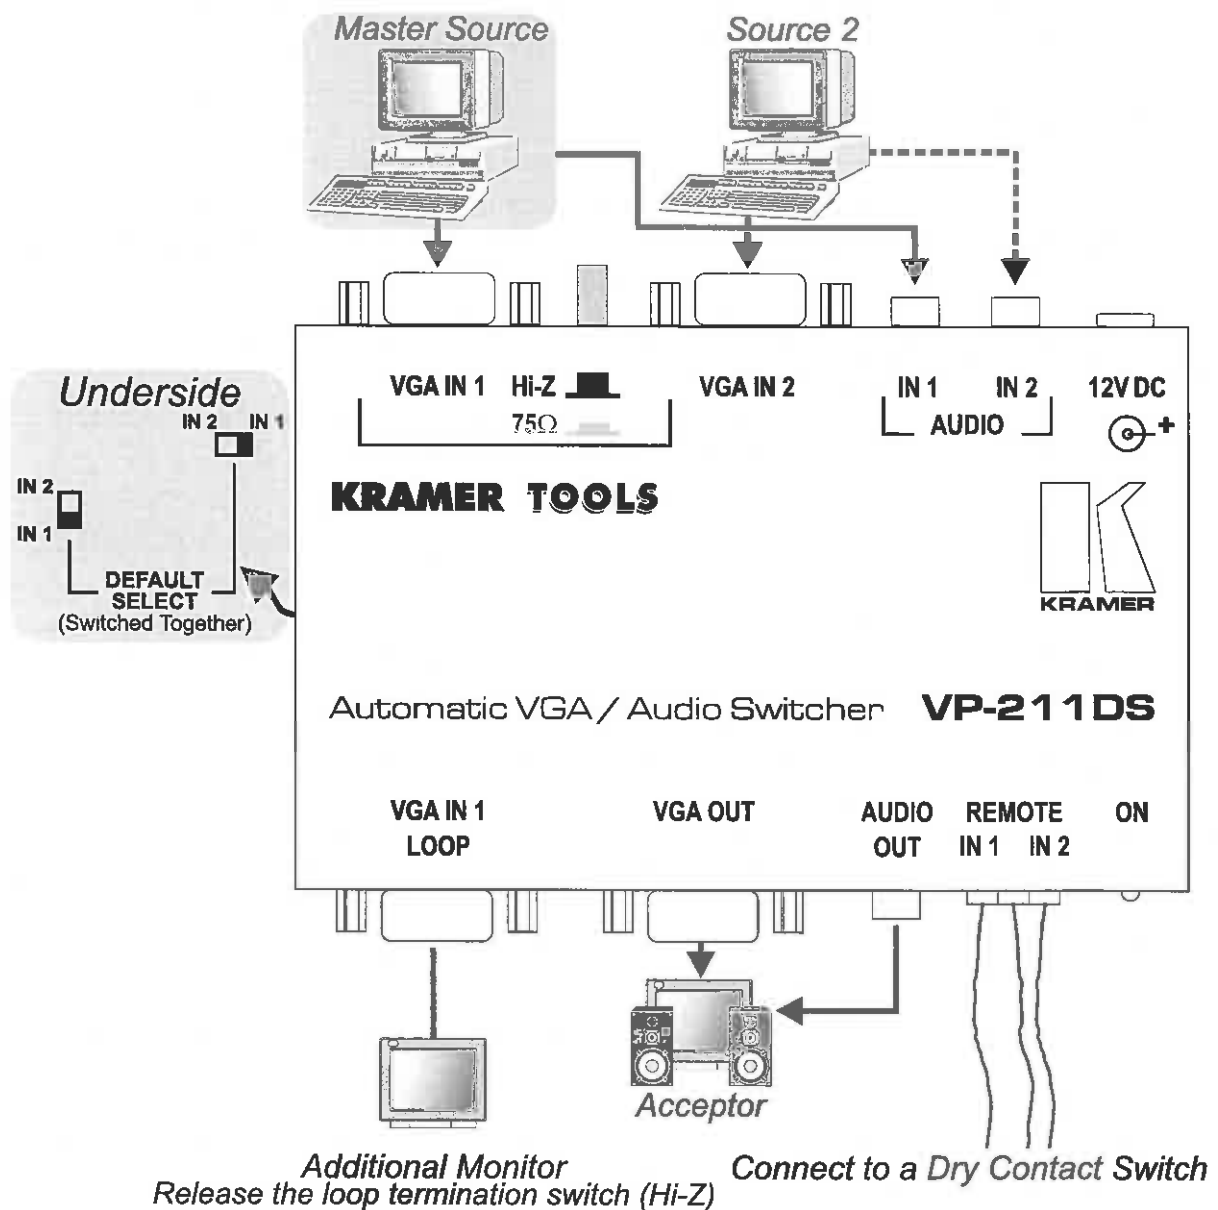 Master Source
Source 2
VGA IN 1
Hi-Z
75Ω
VGA IN 2
IN 1
IN 2
AUDIO
12V DC
+
Underside
IN 2
IN 1
IN 2
IN 1
DEFAULT
SELECT
(Switched Together)
KRAMER TOOLS
K
KRAMER
Automatic VGA / Audio Switcher
VP-211DS
VGA IN 1
LOOP
VGA OUT
AUDIO
OUT
REMOTE
IN 1
IN 2
ON
Acceptor
Additional Monitor
Release the loop termination switch (Hi-Z)
Connect to a Dry Contact Switch